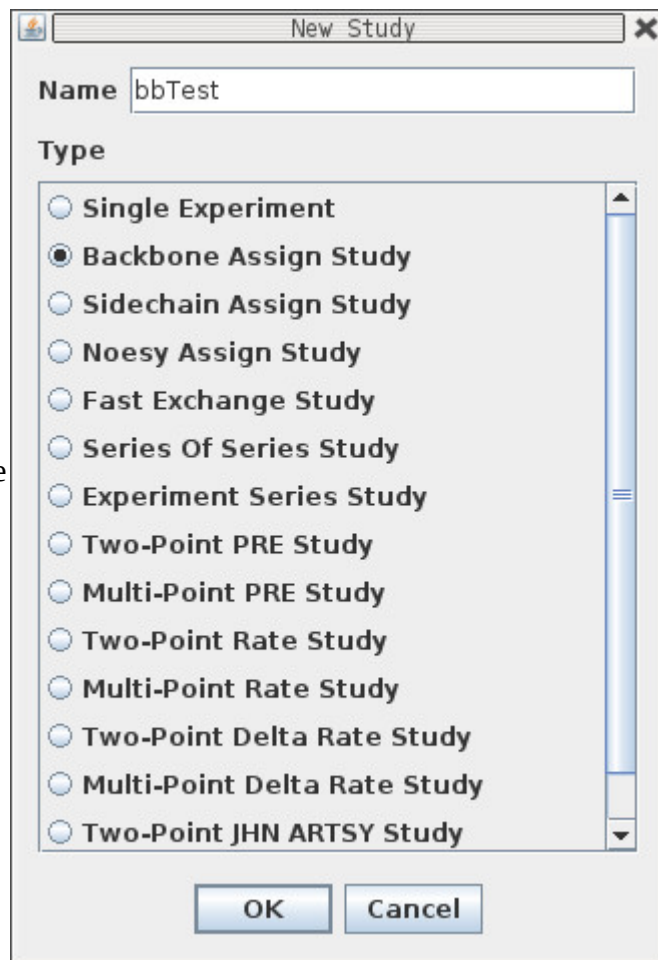 New Study
Name bbTest
Type
Single Experiment
Backbone Assign Study
Sidechain Assign Study
Noesy Assign Study
Fast Exchange Study
Series Of Series Study
e
Experiment Series Study
Two-Point PRE Study
Multi-Point PRE Study
Two-Point Rate Study
Multi-Point Rate Study
Two-Point Delta Rate Study
Multi-Point Delta Rate Study
Two-Point JHN ARTSY Study
OK Cancel